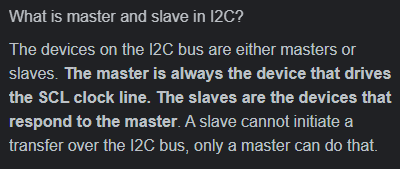 What is master and slave in I2C?
The devices on the I2C bus are either masters or
slaves. The master is always the device that drives
the SCL clock line. The slaves are the devices that
respond to the master. A slave cannot initiate a
transfer over the I2C bus, only a master can do that.